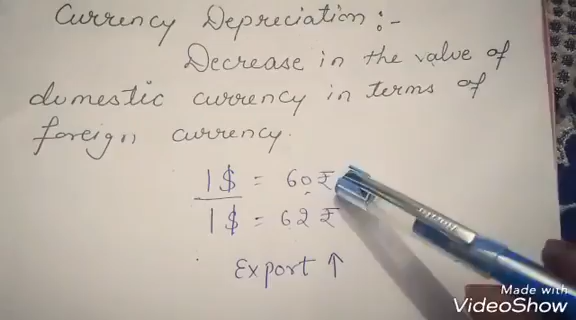 Currency Depreciation :-
Decrease in the value of
domestic currency in terms of
foreign currency.
1$ = 60₹
1$ = 62 ₹
Export ↑
Made with
VideoShow